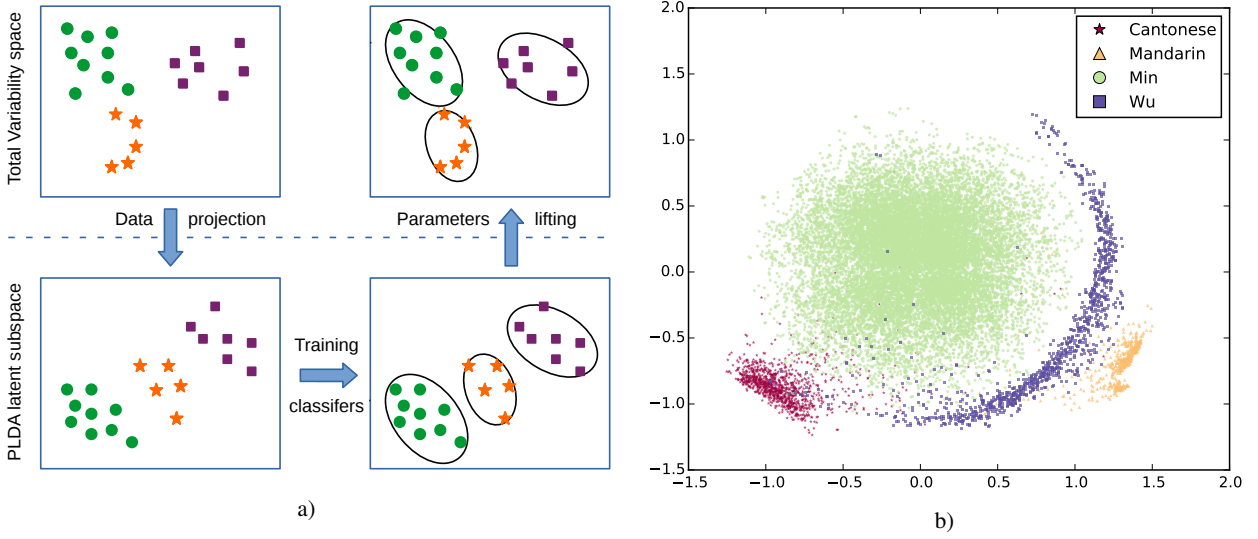 Total Variability space
PLDA latent subspace
Data projection
Parameters lifting
Training
classifers
a)
Cantonese
Mandarin
Min
Wu
2.0
1.5
1.0
0.5
0.0
−0.5
−1.0
−1.5
−1.5 −1.0 −0.5 0.0 0.5 1.0 1.5 2.0
b)